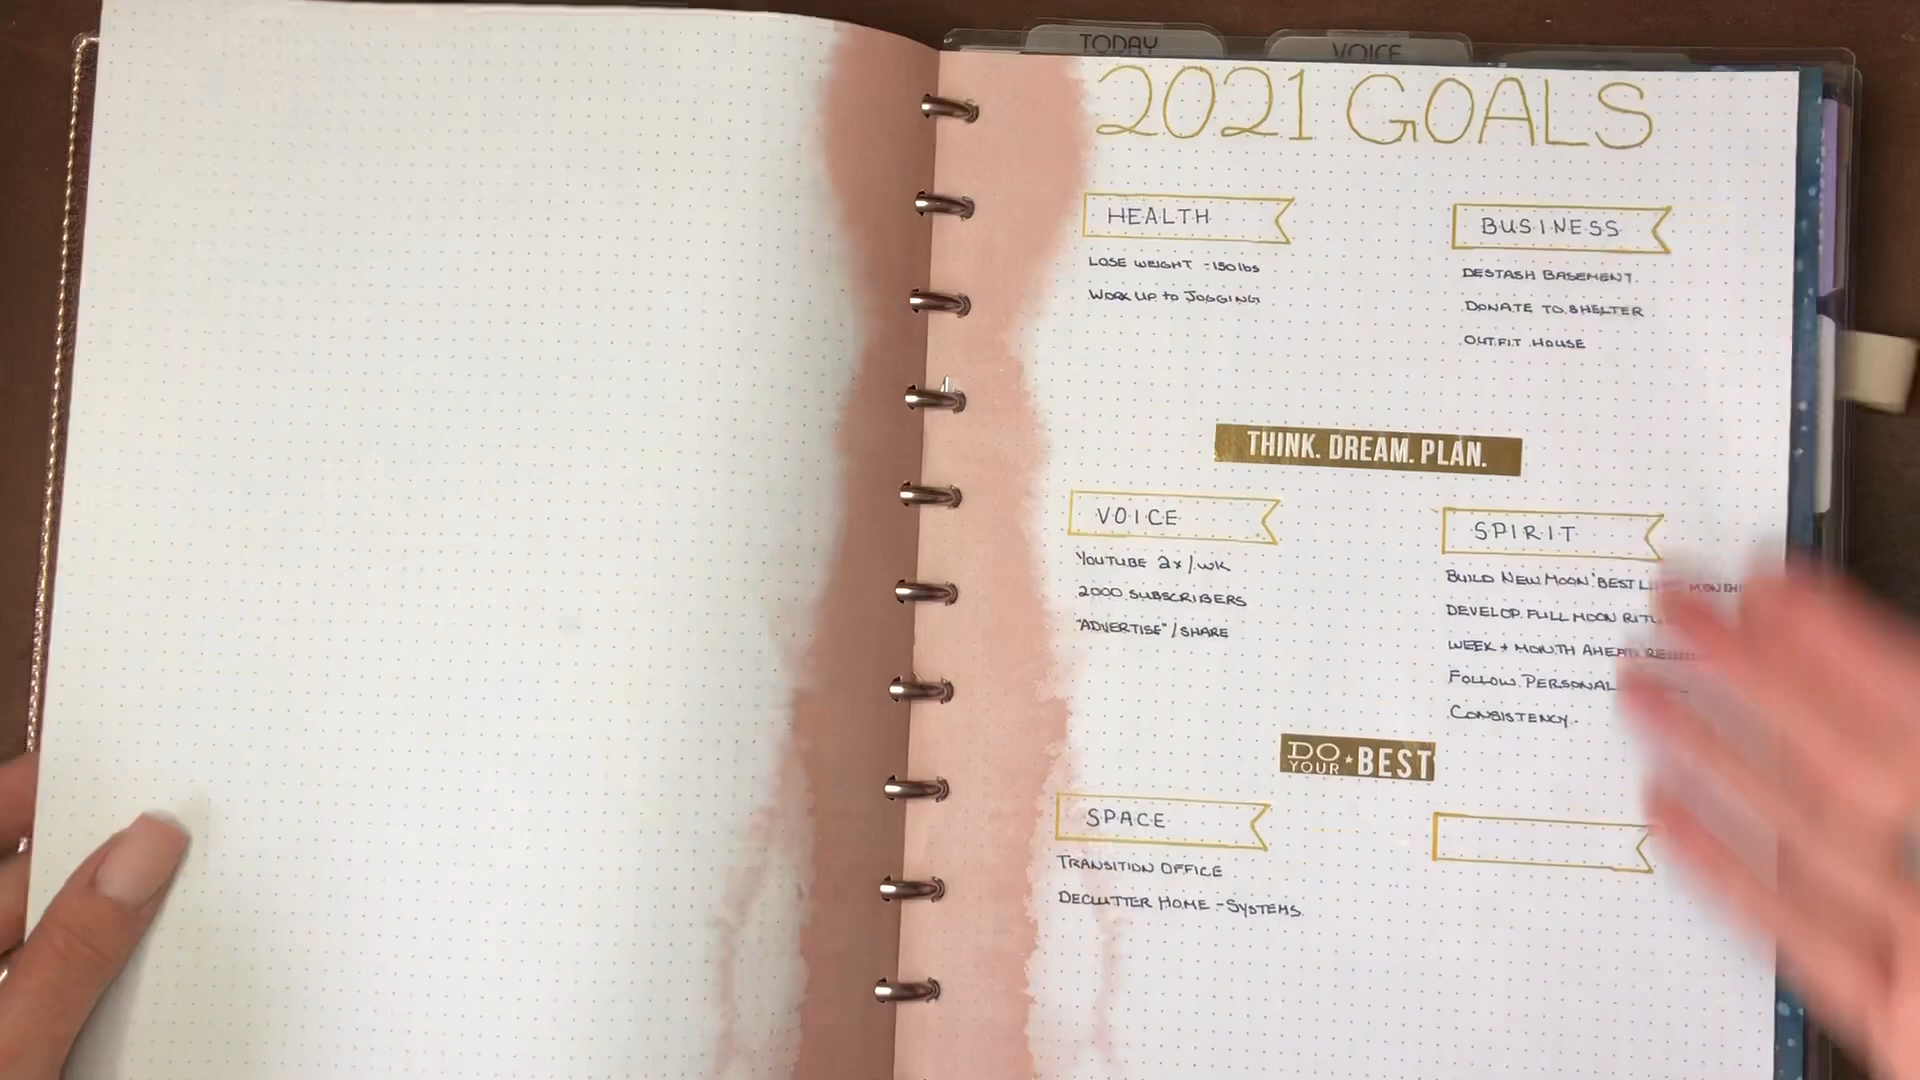 TODAY
VOICE
2021 GOALS
HEALTH
LOSE WEIGHT - 150 lbs
WORK UP to JOGGING
BUSINESS
DESTASH BASEMENT
DONATE TO SHELTER
OUTFIT HOUSE
THINK. DREAM. PLAN.
VOICE
YOUTUBE 2x / WK
2000 SUBSCRIBERS
"ADVERTISE" / SHARE
SPIRIT
BUILD NEW MOON 'BEST
DEVELOP FULL MOON
WEEK + MONTH AHEAD
FOLLOW PERSONAL
CONSISTENCY
DO YOUR ★ BEST
SPACE
TRANSITION OFFICE
DECLUTTER HOME - SYSTEMS